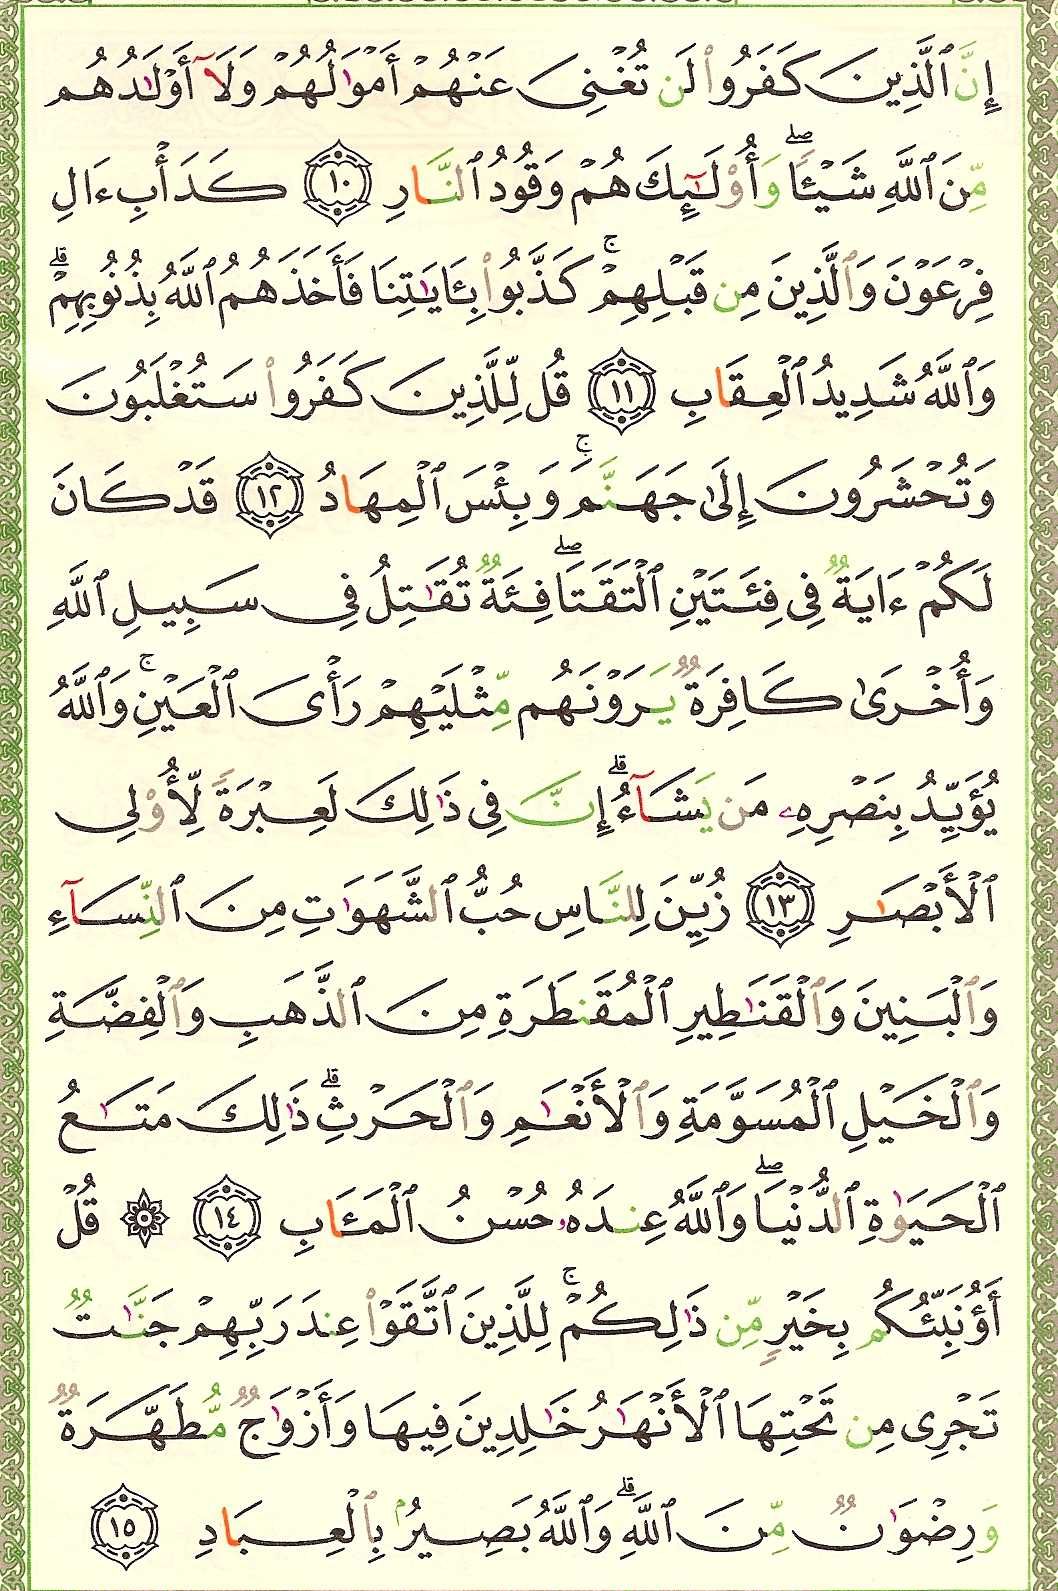 إِنَّ ٱلَّذِينَ كَفَرُوا۟ لَن تُغْنِىَ عَنْهُمْ أَمْوَٰلُهُمْ وَلَآ أَوْلَـٰدُهُم
مِّنَ ٱللَّهِ شَيْـًٔا ۖ وَأُو۟لَـٰٓئِكَ هُمْ وَقُودُ ٱلنَّارِ ١٠ كَدَأْبِ ءَالِ
فِرْعَوْنَ وَٱلَّذِينَ مِن قَبْلِهِمْ ۚ كَذَّبُوا۟ بِـَٔايَـٰتِنَا فَأَخَذَهُمُ ٱللَّهُ بِذُنُوبِهِمْ ۗ
وَٱللَّهُ شَدِيدُ ٱلْعِقَابِ ١١ قُل لِّلَّذِينَ كَفَرُوا۟ سَتُغْلَبُونَ
وَتُحْشَرُونَ إِلَىٰ جَهَنَّمَ ۚ وَبِئْسَ ٱلْمِهَادُ ١٢ قَدْ كَانَ
لَكُمْ ءَايَةٌ فِى فِئَتَيْنِ ٱلْتَقَتَا ۖ فِئَةٌ تُقَـٰتِلُ فِى سَبِيلِ ٱللَّهِ
وَأُخْرَىٰ كَافِرَةٌ يَرَوْنَهُم مِّثْلَيْهِمْ رَأْىَ ٱلْعَيْنِ ۚ وَٱللَّهُ
يُؤَيِّدُ بِنَصْرِهِۦ مَن يَشَآءُ ۗ إِنَّ فِى ذَٰلِكَ لَعِبْرَةً لِّأُو۟لِى
ٱلْأَبْصَـٰرِ ١٣ زُيِّنَ لِلنَّاسِ حُبُّ ٱلشَّهَوَٰتِ مِنَ ٱلنِّسَآءِ
وَٱلْبَنِينَ وَٱلْقَنَـٰطِيرِ ٱلْمُقَنطَرَةِ مِنَ ٱلذَّهَبِ وَٱلْفِضَّةِ
وَٱلْخَيْلِ ٱلْمُسَوَّمَةِ وَٱلْأَنْعَـٰمِ وَٱلْحَرْثِ ۗ ذَٰلِكَ مَتَـٰعُ
ٱلْحَيَوٰةِ ٱلدُّنْيَا ۖ وَٱللَّهُ عِندَهُۥ حُسْنُ ٱلْمَـَٔابِ ١٤ ۞ قُلْ
أَؤُنَبِّئُكُم بِخَيْرٍ مِّن ذَٰلِكُمْ ۚ لِلَّذِينَ ٱتَّقَوْا۟ عِندَ رَبِّهِمْ جَنَّـٰتٌ
تَجْرِى مِن تَحْتِهَا ٱلْأَنْهَـٰرُ خَـٰلِدِينَ فِيهَا وَأَزْوَٰجٌ مُّطَهَّرَةٌ
وَرِضْوَٰنٌ مِّنَ ٱللَّهِ ۗ وَٱللَّهُ بَصِيرٌۢ بِٱلْعِبَادِ ١٥